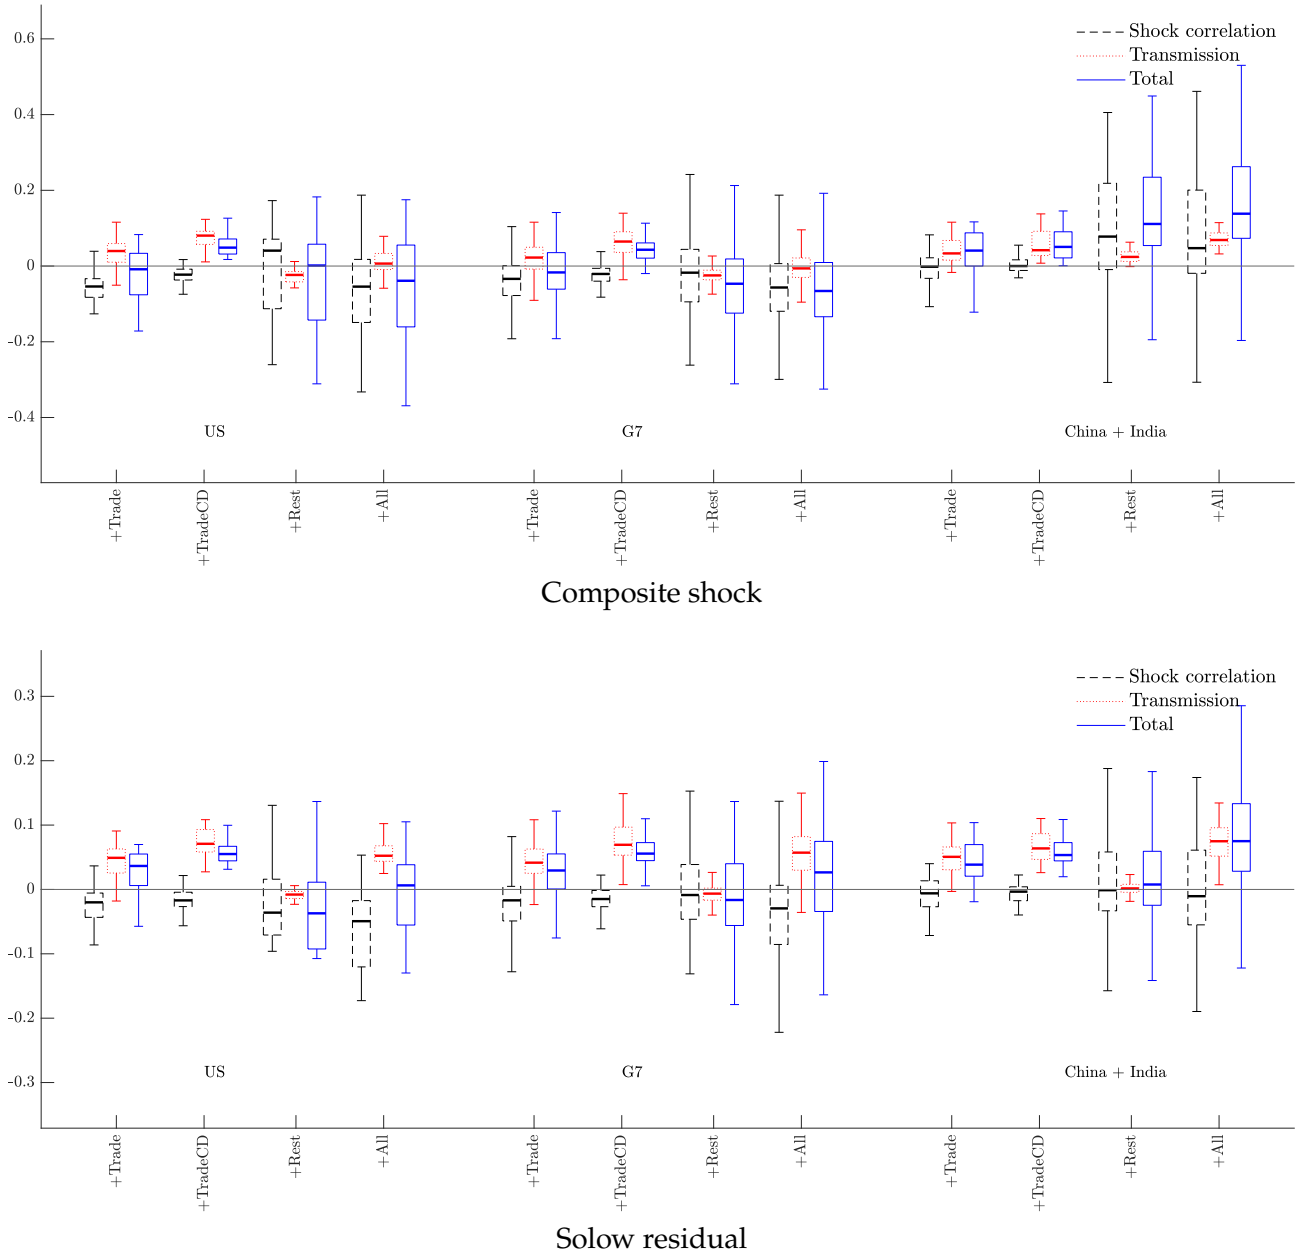 0.6
Shock correlation
Transmission
Total
0.4
0.2
0
-0.2
-0.4
US
G7
China + India
+Trade
+TradeCD
+Rest
+All
+Trade
+TradeCD
+Rest
+All
+Trade
+TradeCD
+Rest
+All
Composite shock
0.3
Shock correlation
Transmission
Total
0.2
0.1
0
-0.1
-0.2
-0.3
US
G7
China + India
+Trade
+TradeCD
+Rest
+All
+Trade
+TradeCD
+Rest
+All
+Trade
+TradeCD
+Rest
+All
Solow residual